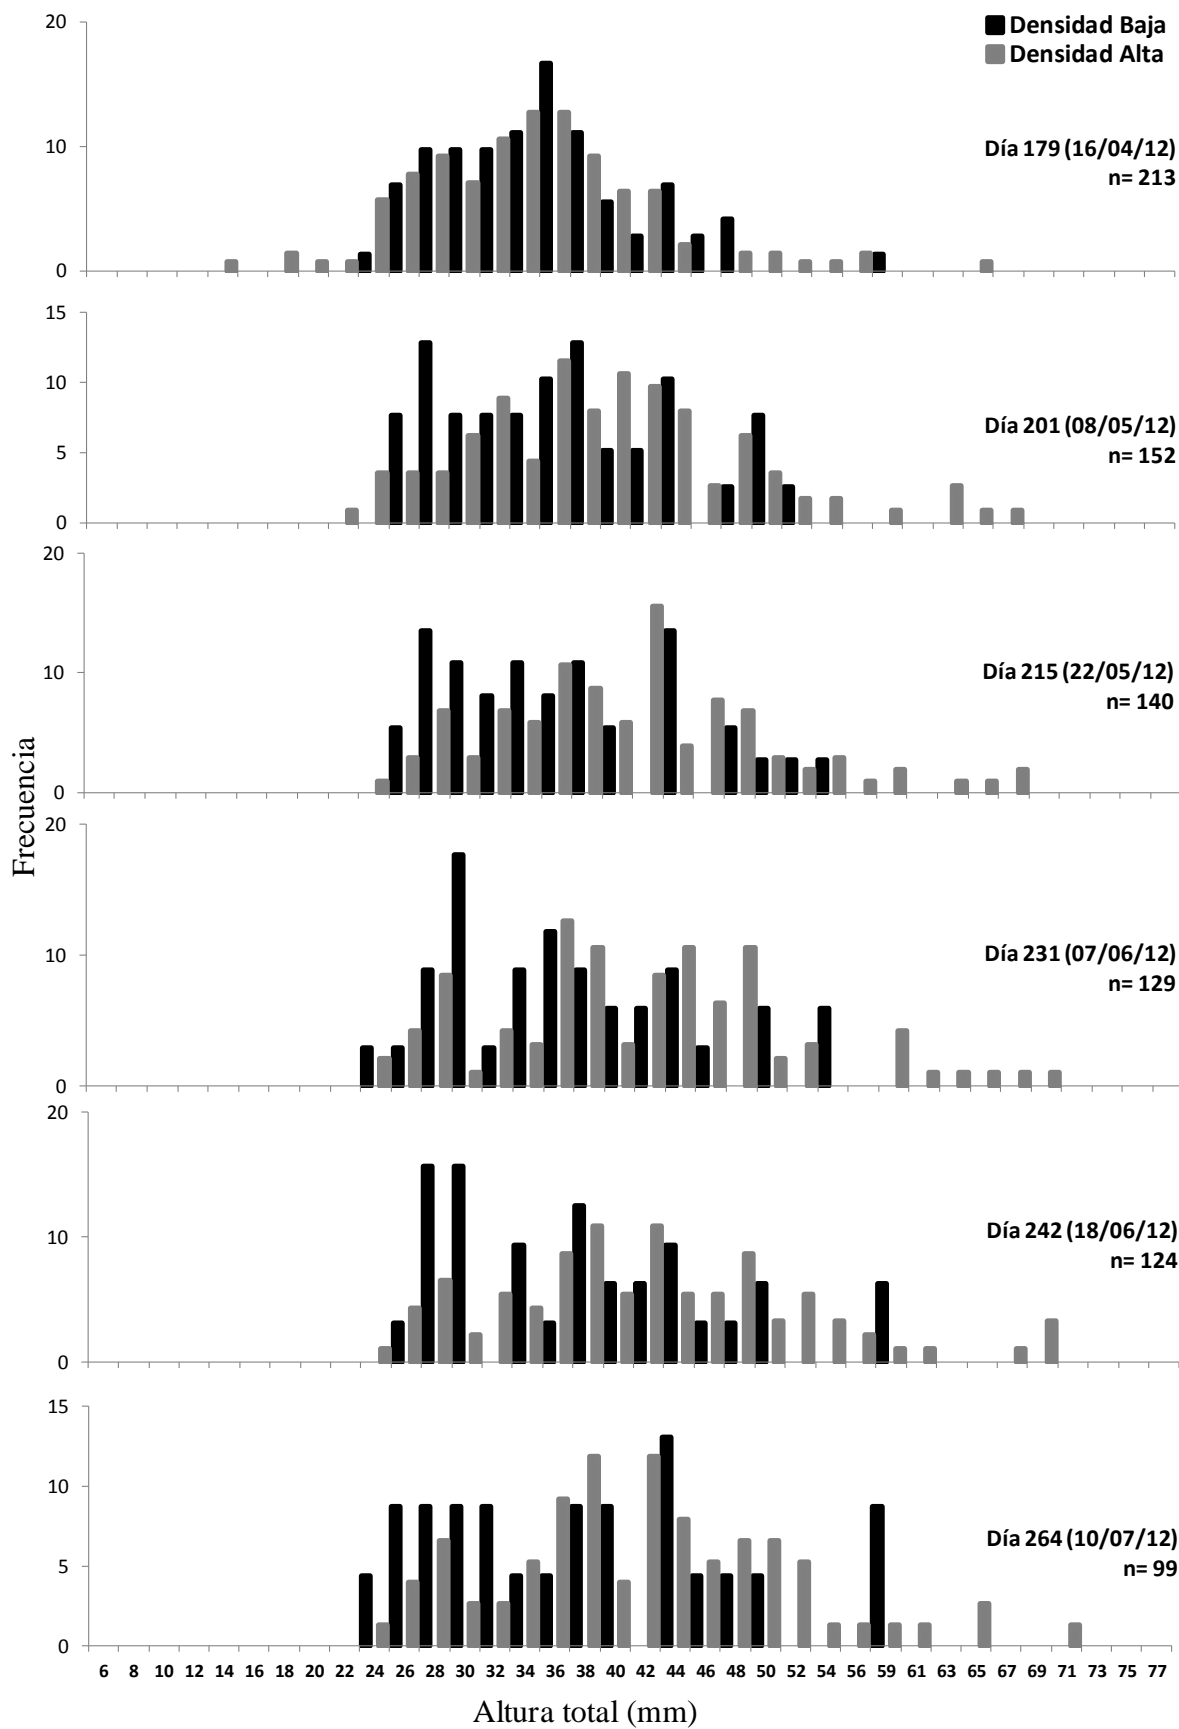 Densidad Baja
Densidad Alta
20
10
0
Día 179 (16/04/12)
n= 213
15
10
5
0
Día 201 (08/05/12)
n= 152
20
10
0
Día 215 (22/05/12)
n= 140
Frecuencia
20
10
0
Día 231 (07/06/12)
n= 129
20
10
0
Día 242 (18/06/12)
n= 124
15
10
5
0
Día 264 (10/07/12)
n= 99
6 8 10 12 14 16 18 20 22 24 26 28 30 32 34 36 38 40 42 44 46 48 50 52 54 56 59 61 63 65 67 69 71 73 75 77
Altura total (mm)